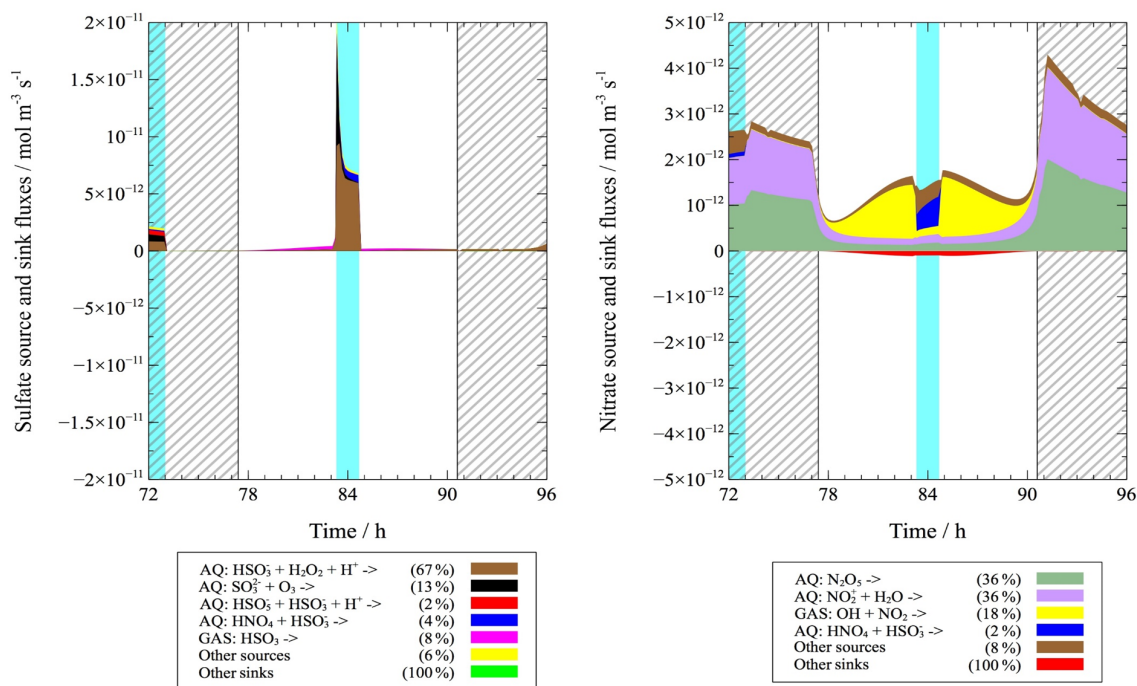 Sulfate source and sink fluxes / mol m⁻³ s⁻¹
2×10⁻¹¹
1.5×10⁻¹¹
1×10⁻¹¹
5×10⁻¹²
0
−5×10⁻¹²
−1×10⁻¹¹
−1.5×10⁻¹¹
−2×10⁻¹¹
72 78 84 90 96
Time / h
AQ: HSO₃⁻ + H₂O₂ + H⁺ -> (67 %)
AQ: SO₃²⁻ + O₃ -> (13 %)
AQ: HSO₅⁻ + HSO₃⁻ + H⁺ -> (2 %)
AQ: HNO₄ + HSO₃⁻ -> (4 %)
GAS: HSO₃ -> (8 %)
Other sources (6 %)
Other sinks (100 %)
Nitrate source and sink fluxes / mol m⁻³ s⁻¹
5×10⁻¹²
4×10⁻¹²
3×10⁻¹²
2×10⁻¹²
1×10⁻¹²
0
−1×10⁻¹²
−2×10⁻¹²
−3×10⁻¹²
−4×10⁻¹²
−5×10⁻¹²
72 78 84 90 96
Time / h
AQ: N₂O₅ -> (36 %)
AQ: NO₂⁺ + H₂O -> (36 %)
GAS: OH + NO₂ -> (18 %)
AQ: HNO₄ + HSO₃⁻ -> (2 %)
Other sources (8 %)
Other sinks (100 %)